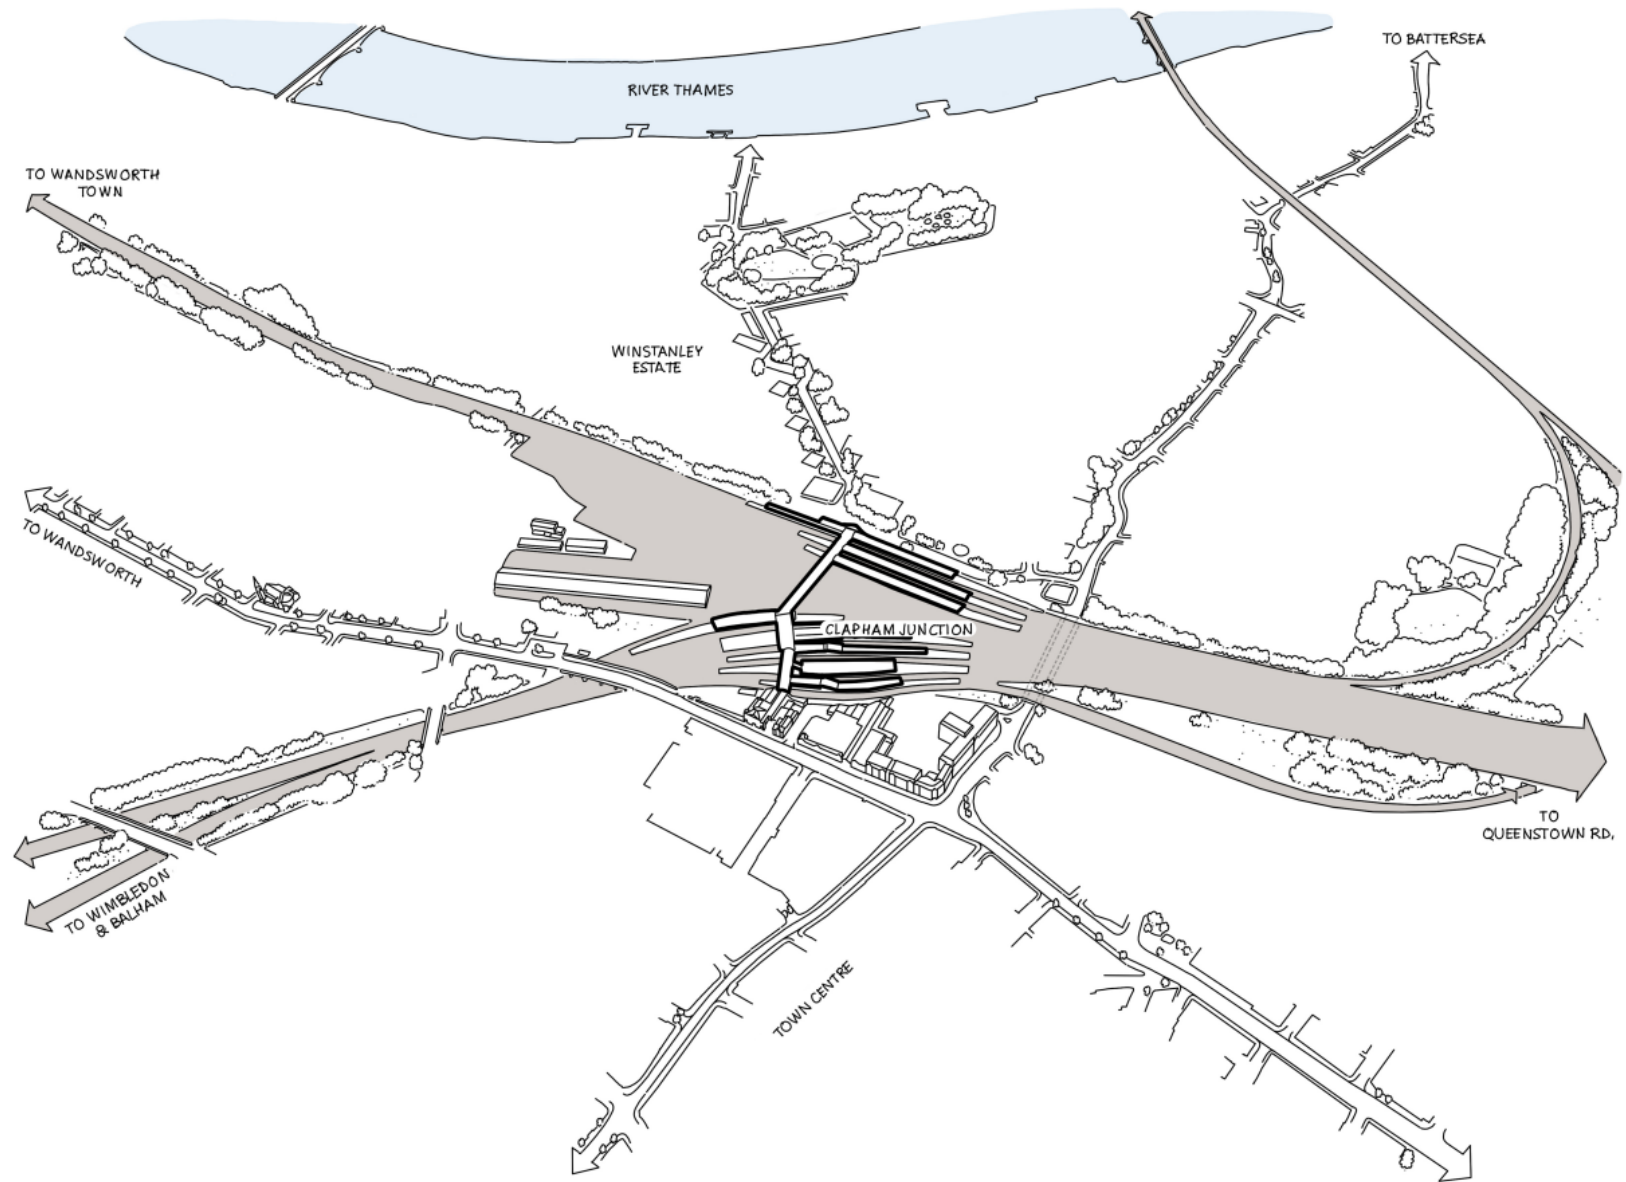 TO BATTERSEA
RIVER THAMES
TO WANDSWORTH
TOWN
WINSTANLEY
ESTATE
TO WANDSWORTH
CLAPHAM JUNCTION
TO
QUEENSTOWN RD,
TO WIMBLEDON
& BALHAM
TOWN CENTRE